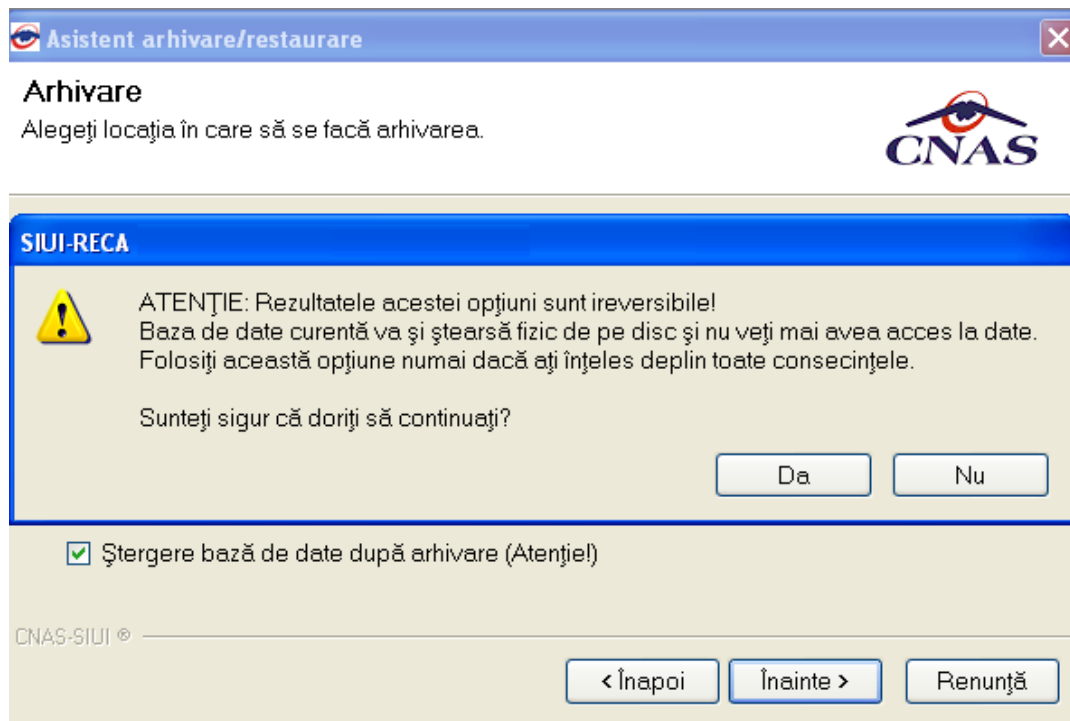 Asistent arhivare/restaurare
Arhivare
Alegeţi locaţia în care să se facă arhivarea.
CNAS
SIUI-RECA
ATENŢIE: Rezultatele acestei opţiuni sunt ireversibile!
Baza de date curentă va şi ştearsă fizic de pe disc şi nu veţi mai avea acces la date.
Folosiţi această opţiune numai dacă aţi înţeles deplin toate consecinţele.
Sunteţi sigur că doriţi să continuaţi?
Da
Nu
Ştergere bază de date după arhivare (Atenţie!)
CNAS-SIUI ®
< Înapoi
Înainte >
Renunţă